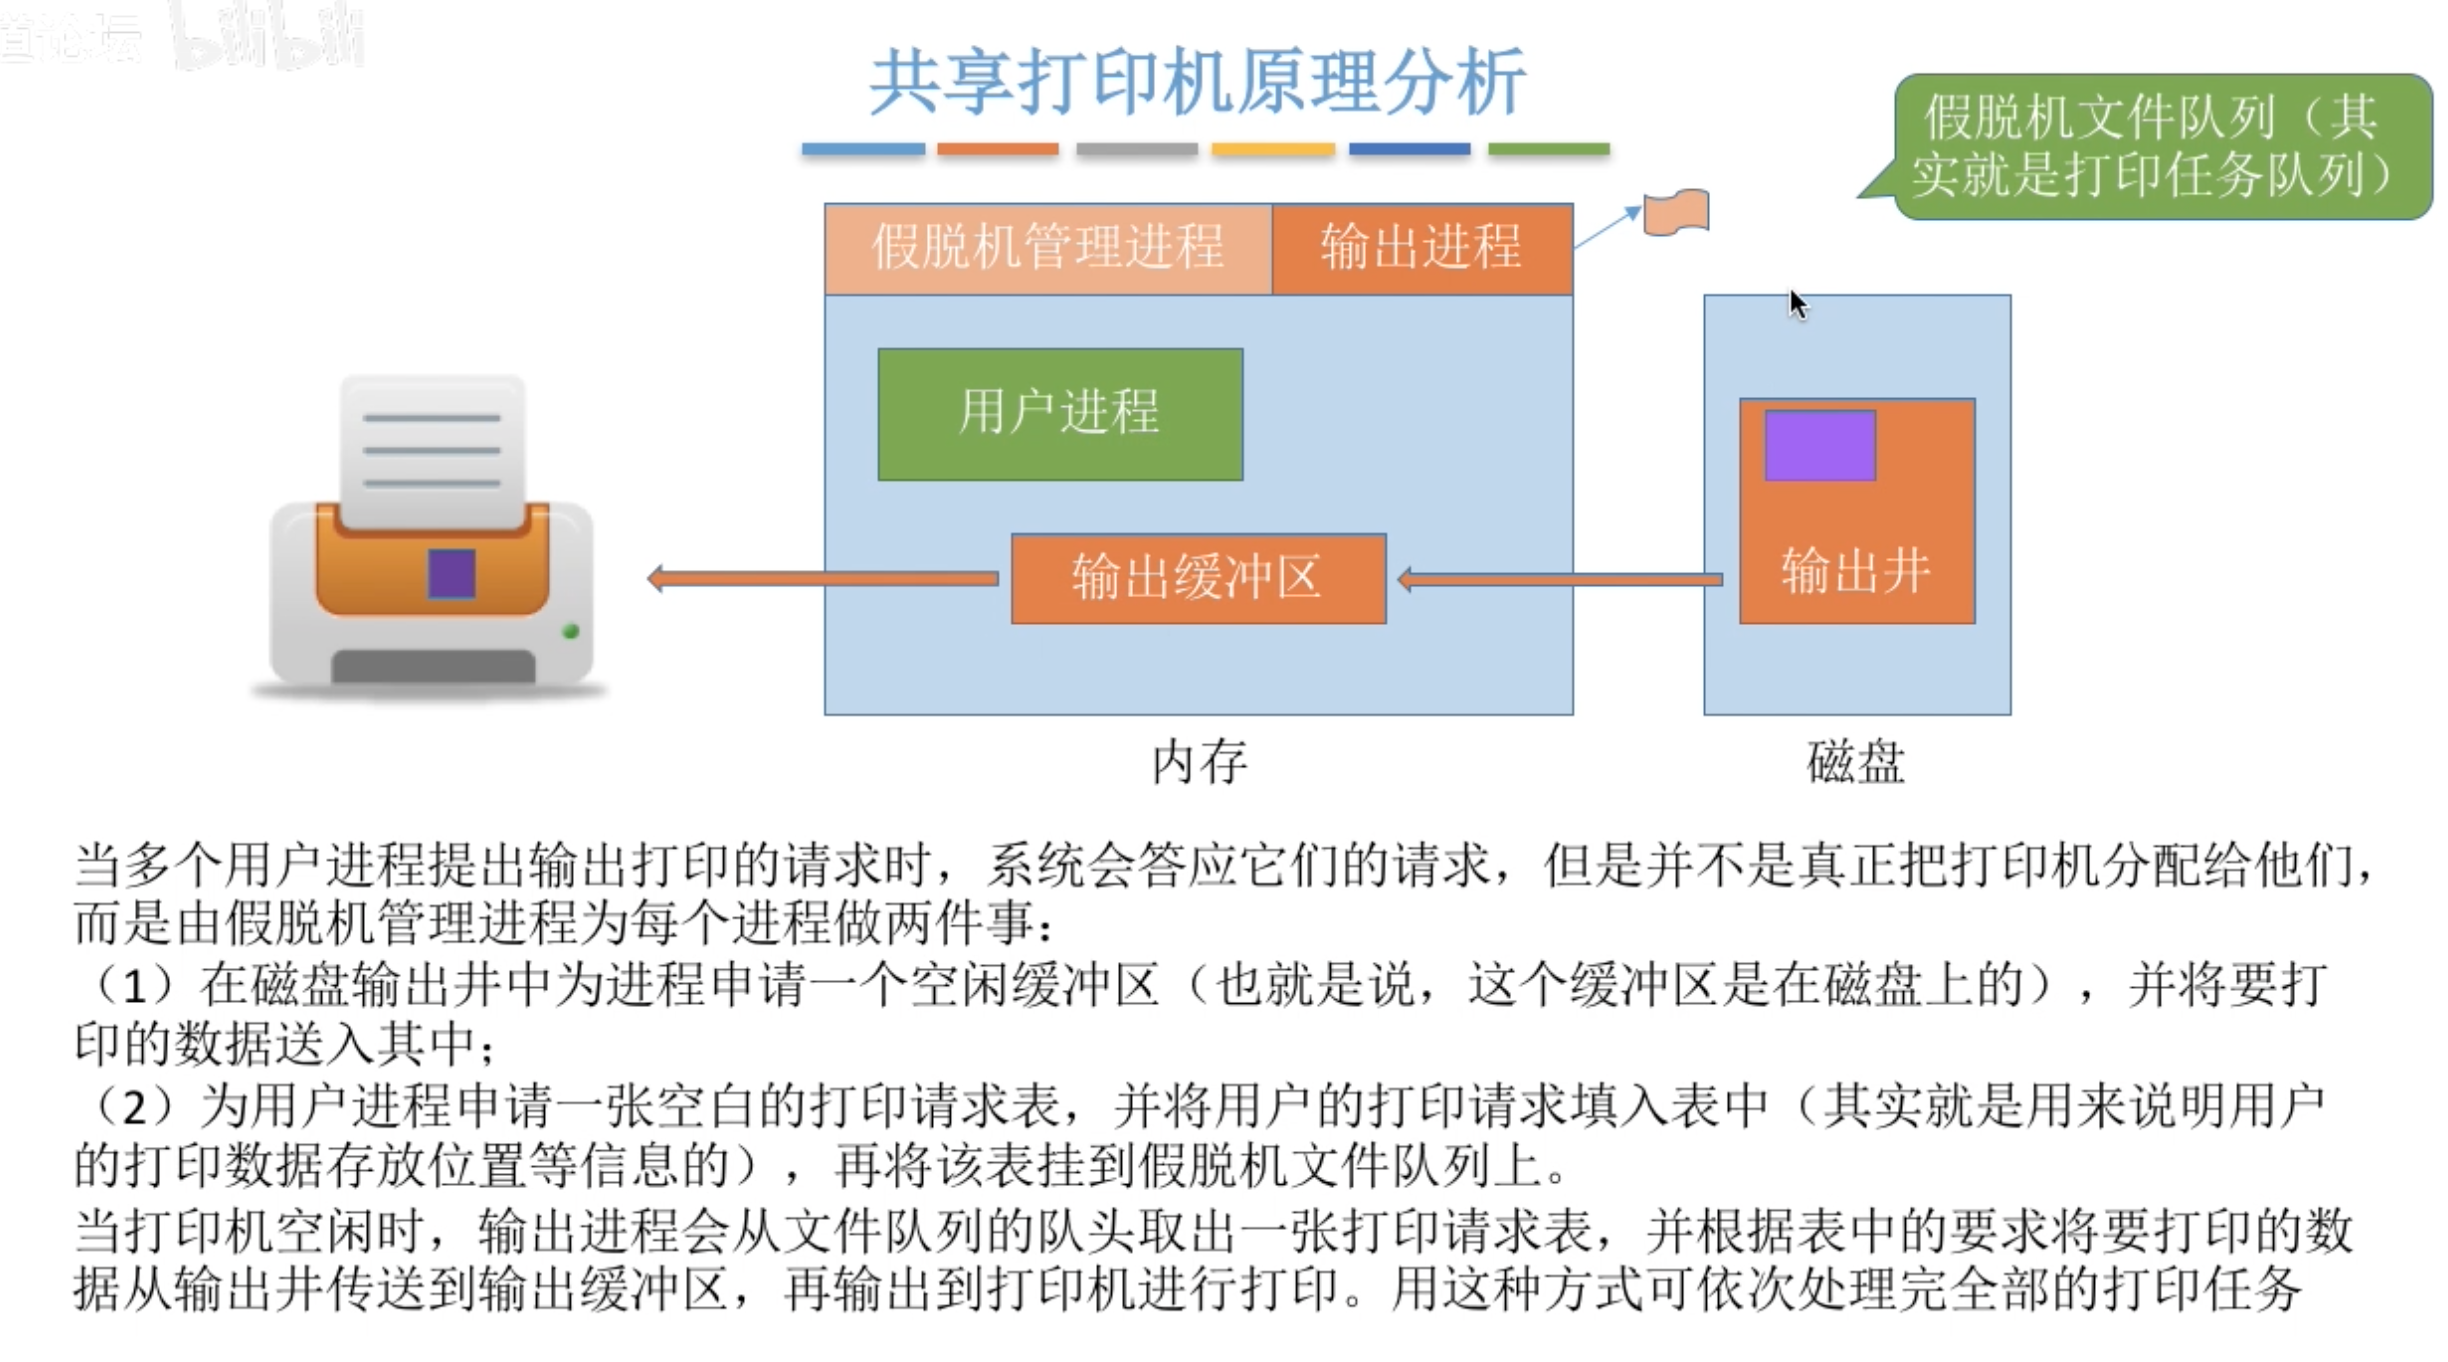 道论坛 bilibili
共享打印机原理分析
假脱机文件队列（其
实就是打印任务队列）
假脱机管理进程
输出进程
用户进程
输出缓冲区
输出井
内存
磁盘
当多个用户进程提出输出打印的请求时，系统会答应它们的请求，但是并不是真正把打印机分配给他们，
而是由假脱机管理进程为每个进程做两件事：
（1）在磁盘输出井中为进程申请一个空闲缓冲区（也就是说，这个缓冲区是在磁盘上的），并将要打
印的数据送入其中；
（2）为用户进程申请一张空白的打印请求表，并将用户的打印请求填入表中（其实就是用来说明用户
的打印数据存放位置等信息的），再将该表挂到假脱机文件队列上。
当打印机空闲时，输出进程会从文件队列的队头取出一张打印请求表，并根据表中的要求将要打印的数
据从输出井传送到输出缓冲区，再输出到打印机进行打印。用这种方式可依次处理完全部的打印任务